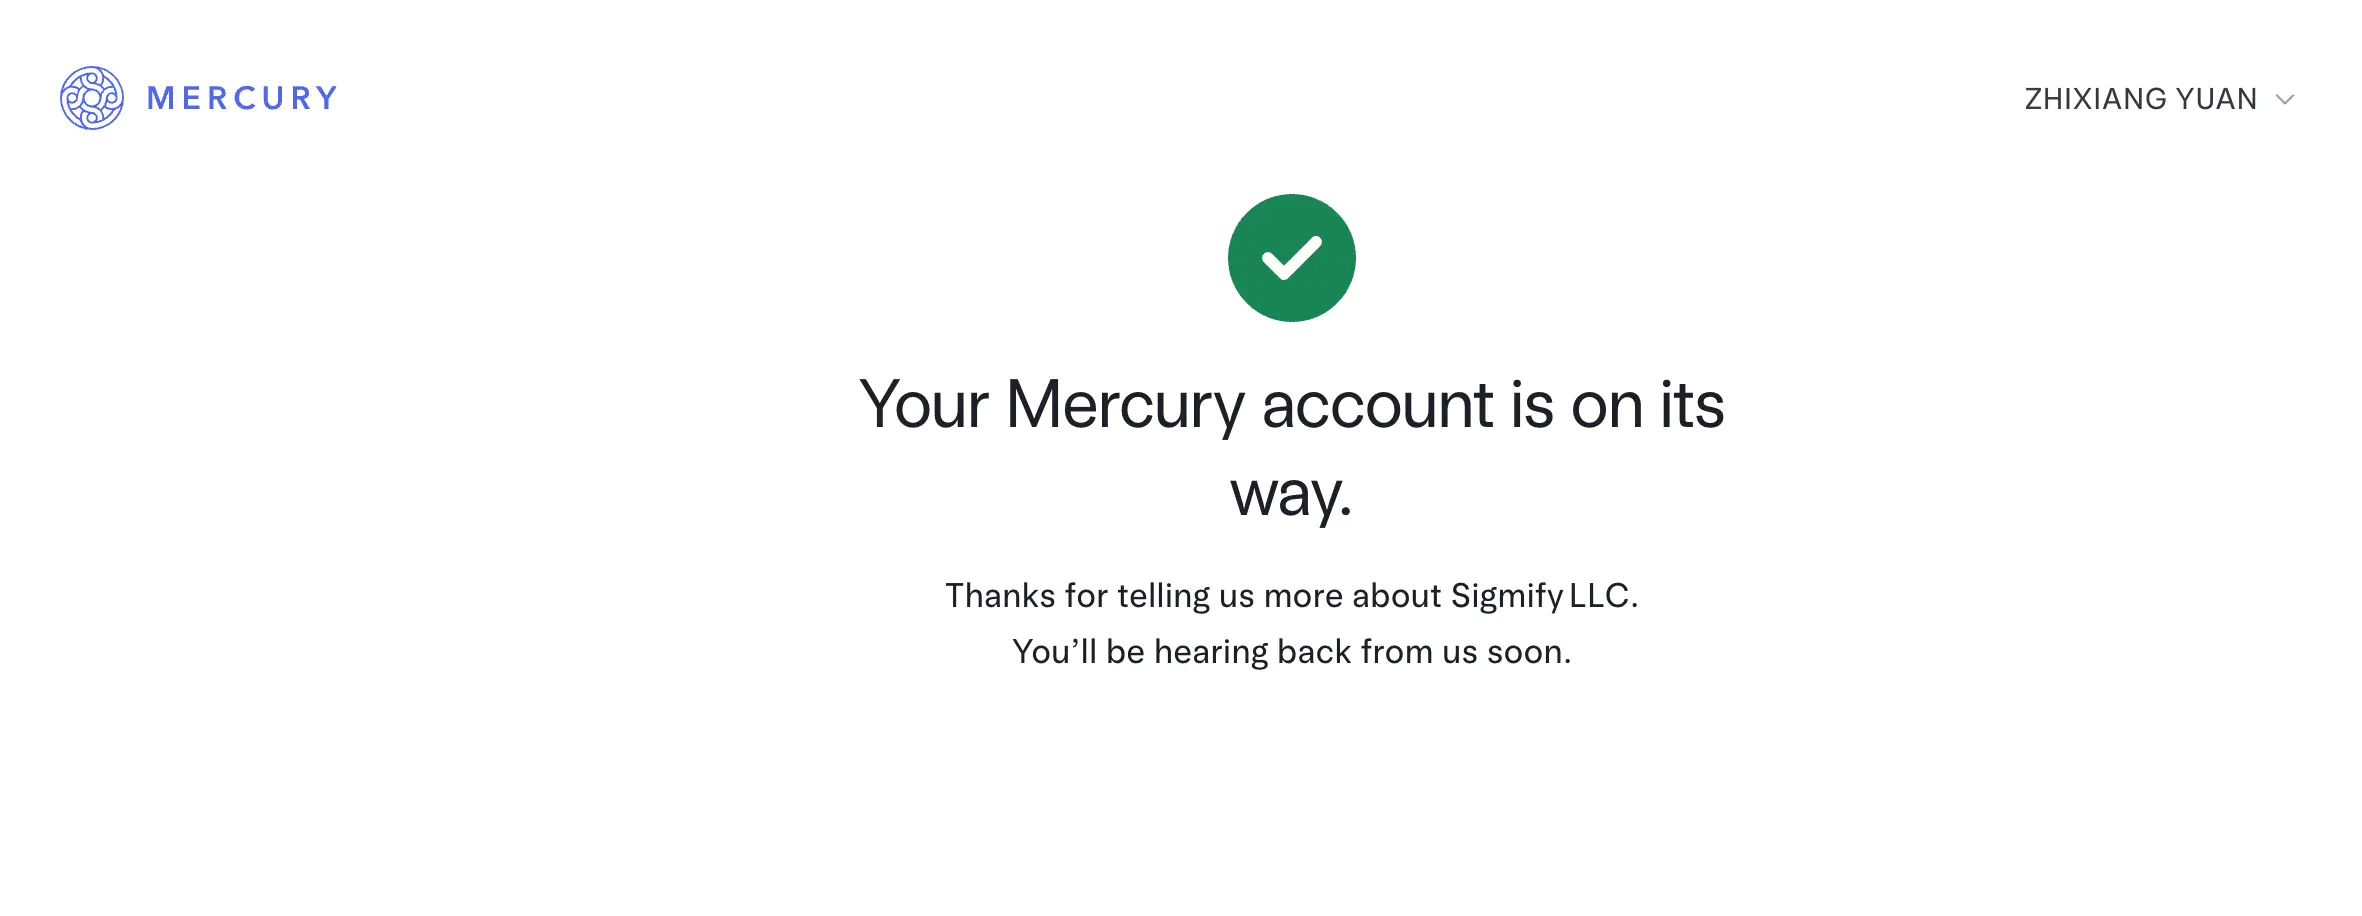 MERCURY
ZHIXIANG YUAN
Your Mercury account is on its
way.
Thanks for telling us more about Sigmify LLC.
You’ll be hearing back from us soon.